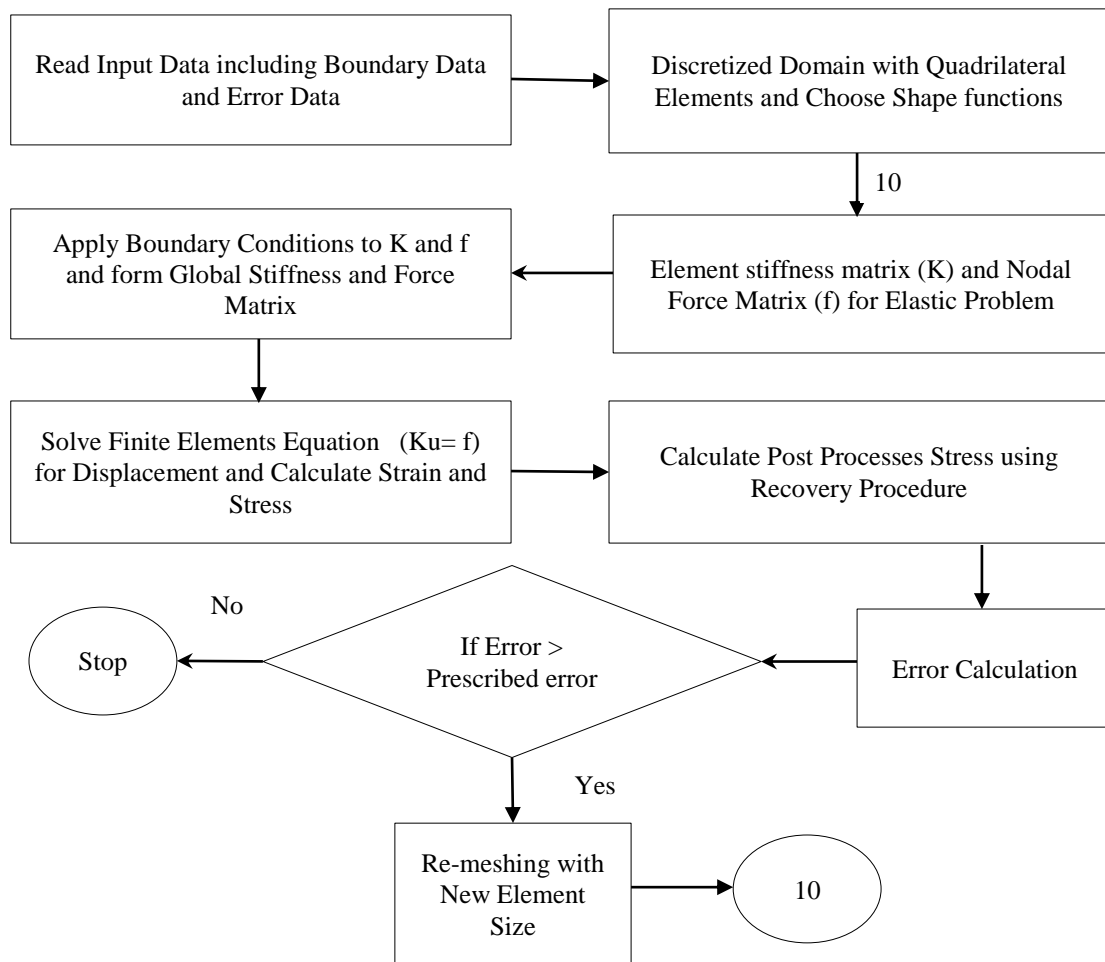 Read Input Data including Boundary Data
and Error Data
Discretized Domain with Quadrilateral
Elements and Choose Shape functions
10
Apply Boundary Conditions to K and f
and form Global Stiffness and Force
Matrix
Element stiffness matrix (K) and Nodal
Force Matrix (f) for Elastic Problem
Solve Finite Elements Equation (Ku= f)
for Displacement and Calculate Strain and
Stress
Calculate Post Processes Stress using
Recovery Procedure
No
Stop
If Error >
Prescribed error
Error Calculation
Yes
Re-meshing with
New Element
Size
10